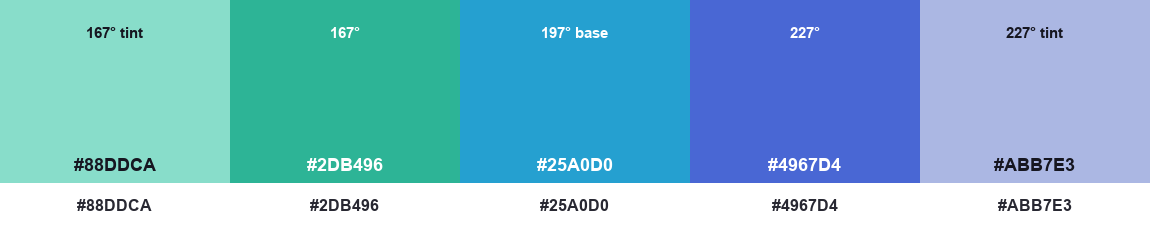 167° tint
167°
197° base
227°
227° tint
#88DDCA
#2DB496
#25A0D0
#4967D4
#ABB7E3
#88DDCA
#2DB496
#25A0D0
#4967D4
#ABB7E3